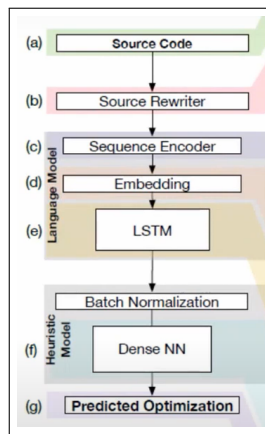 (a) Source Code
(b) Source Rewriter
(c) Sequence Encoder
(d) Embedding
Language Model
(e) LSTM
Batch Normalization
Heuristic
Model
(f) Dense NN
(g) Predicted Optimization